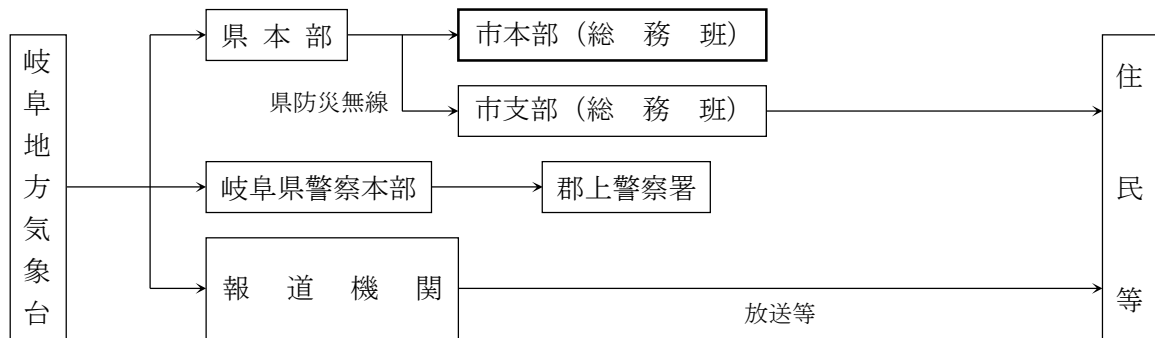 岐阜地方気象台
県本部
市本部（総務班）
県防災無線
市支部（総務班）
岐阜県警察本部
郡上警察署
報道機関
放送等
住民等